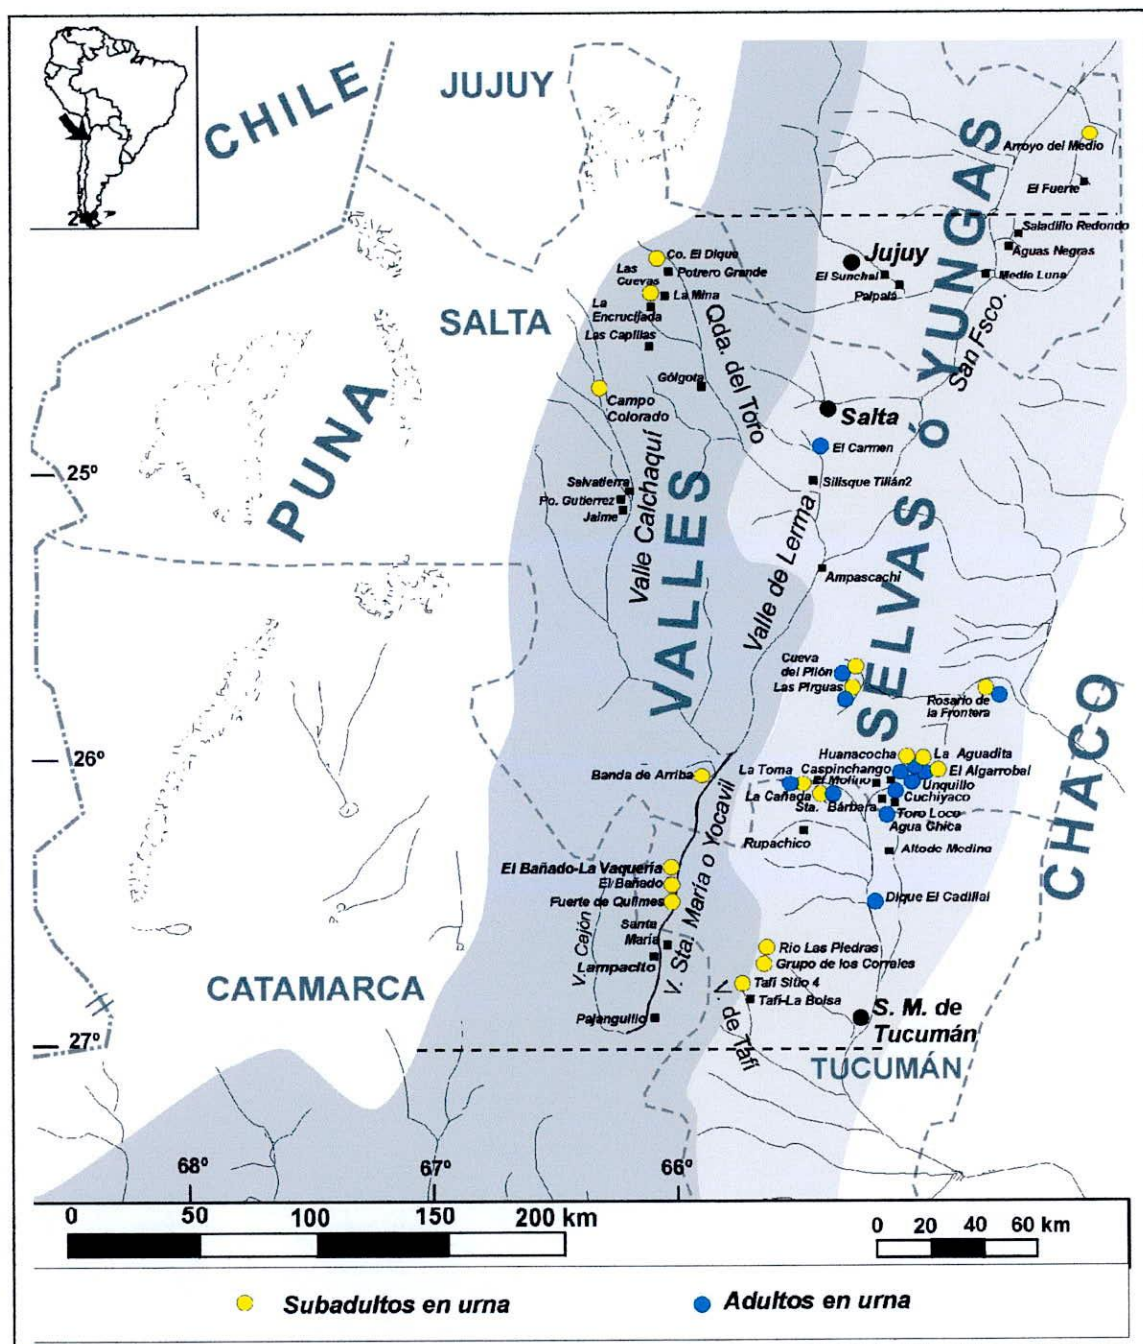 CHILE
JUJUY
SELVAS ó YUNGAS
Arroyo del Medio
El Fuerte
Saladillo Redondo
Aguas Negras
Jujuy
El Sunchal
Palpalá
Media Luna
San Fsco.
Co. El Dique
Potrero Grande
Las
Cuevas
La Mina
La
Encrucijada
Las Capillas
SALTA
Qda. del Toro
Gólgota
Campo
Colorado
Salta
El Carmen
PUNA
25º
Salvatierra
Po. Gutierrez
Jaime
Valle Calchaquí
VALLES
Silisque Tilián2
Valle de Lerma
Ampascachi
Cueva
del Pilón
Las Pirguas
Rosario de
la Frontera
CHACO
26º
Banda de Arriba
Huanacocha
La Aguadita
La Toma
Caspinchango
El Algarrobal
El Molino
Unquillo
La Cañada
Cuchiyaco
Sta. Bárbara
Toro Loco
Agua Chica
Rupachico
Alto de Medina
El Bañado-La Vaquería
El Bañado
Fuerte de Quilmes
Dique El Cadillal
V. Cajón
Santa
María
V. Sta. María o Yocavil
Rio Las Piedras
Grupo de los Corrales
Lampacito
CATAMARCA
Tafí Sitio 4
Tafí-La Bolsa
V. de Tafí
S. M. de
Tucumán
Pajanguillo
27º
TUCUMÁN
68º
67º
66º
0 50 100 150 200 km
0 20 40 60 km
Subadultos en urna
Adultos en urna